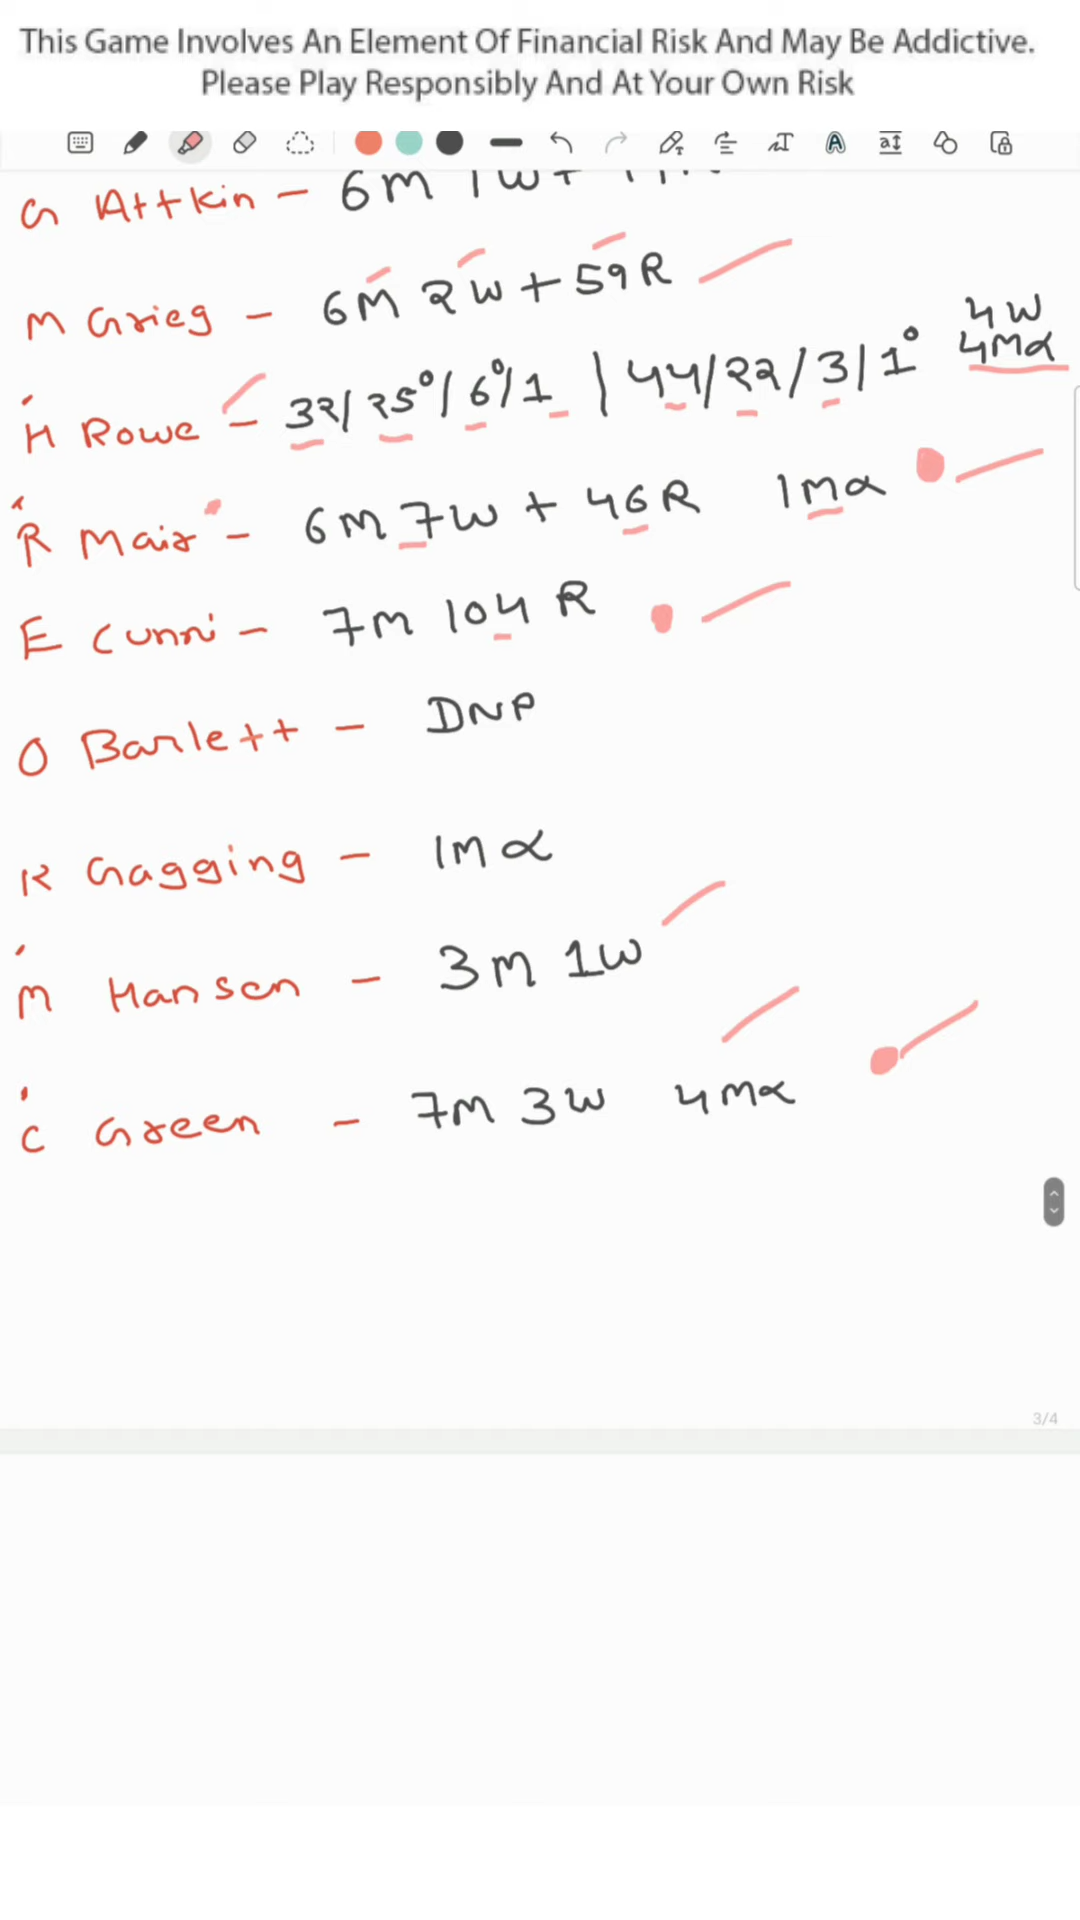 This Game Involves An Element Of Financial Risk And May Be Addictive.
Please Play Responsibly And At Your Own Risk
G Attkin - 6M 1W +
M Grieg - 6M 2W + 59R
H Rowe - 32/25°/6°/1 | 44/22/3/1° 4W 4Mα
R Mair - 6M 7W + 46R 1Mα
E Cunni - 7M 104 R
O Barlett - DNP
K Gagging - 1Mα
M Hansen - 3M 1W
C Green - 7M 3W 4Mα
3/4